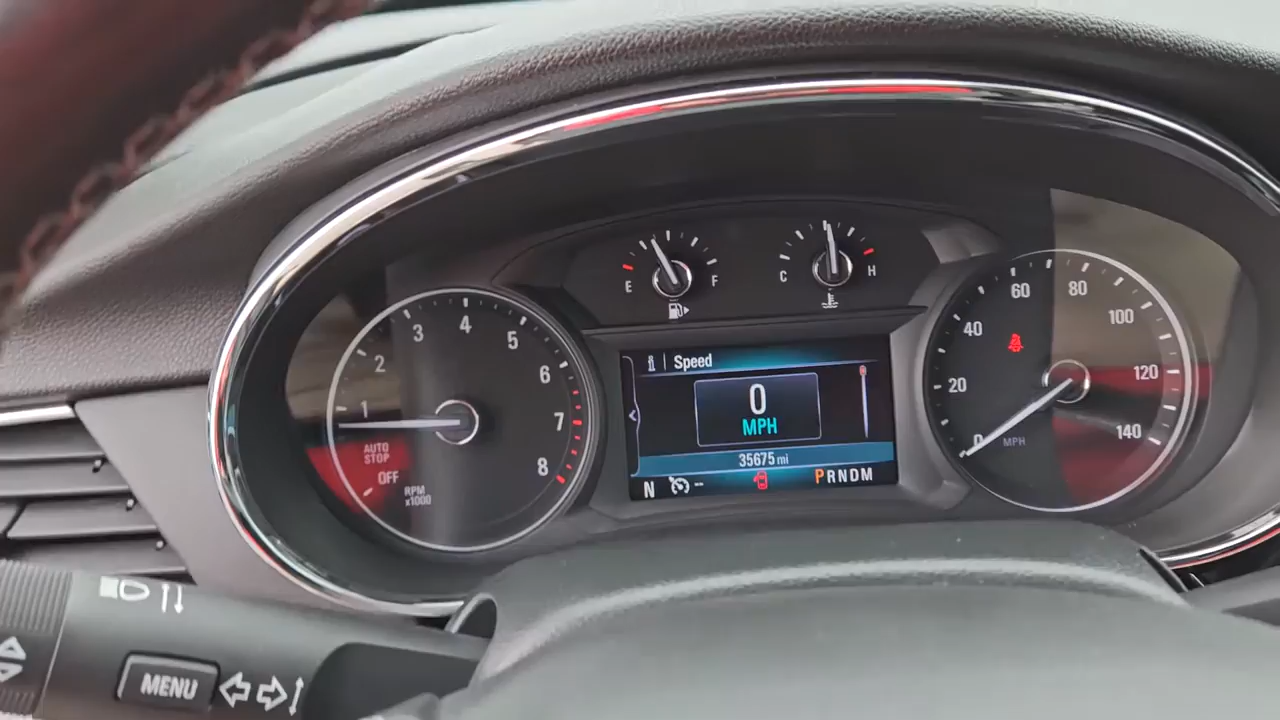 E F
C H
1 2 3 4 5 6 7 8
AUTO
STOP
OFF
RPM
x1000
i Speed
0
MPH
35675 mi
N PRNDM
0 20 40 60 80 100 120 140
MPH
MENU